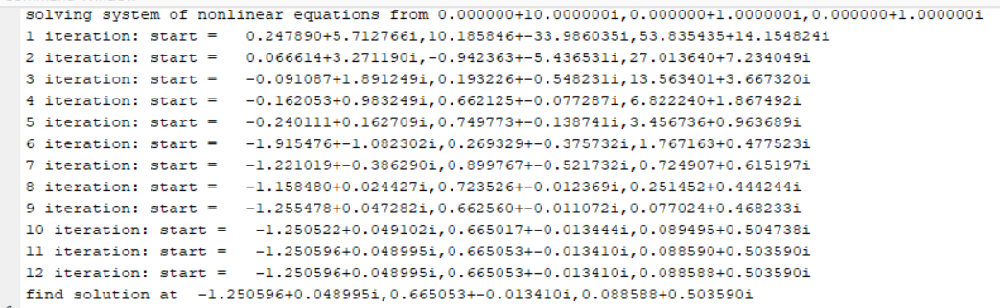 solving system of nonlinear equations from 0.000000+10.000000i,0.000000+1.000000i,0.000000+1.000000i
1 iteration: start =   0.247890+5.712766i,10.185846+-33.986035i,53.835435+14.154824i
2 iteration: start =   0.066614+3.271190i,-0.942363+-5.436531i,27.013640+7.234049i
3 iteration: start =   -0.091087+1.891249i,0.193226+-0.548231i,13.563401+3.667320i
4 iteration: start =   -0.162053+0.983249i,0.662125+-0.077287i,6.822240+1.867492i
5 iteration: start =   -0.240111+0.162709i,0.749773+-0.138741i,3.456736+0.963689i
6 iteration: start =   -1.915476+-1.082302i,0.269329+-0.375732i,1.767163+0.477523i
7 iteration: start =   -1.221019+-0.386290i,0.899767+-0.521732i,0.724907+0.615197i
8 iteration: start =   -1.158480+0.024427i,0.723526+-0.012369i,0.251452+0.444244i
9 iteration: start =   -1.255478+0.047282i,0.662560+-0.011072i,0.077024+0.468233i
10 iteration: start =   -1.250522+0.049102i,0.665017+-0.013444i,0.089495+0.504738i
11 iteration: start =   -1.250596+0.048995i,0.665053+-0.013410i,0.088590+0.503590i
12 iteration: start =   -1.250596+0.048995i,0.665053+-0.013410i,0.088588+0.503590i
find solution at  -1.250596+0.048995i,0.665053+-0.013410i,0.088588+0.503590i